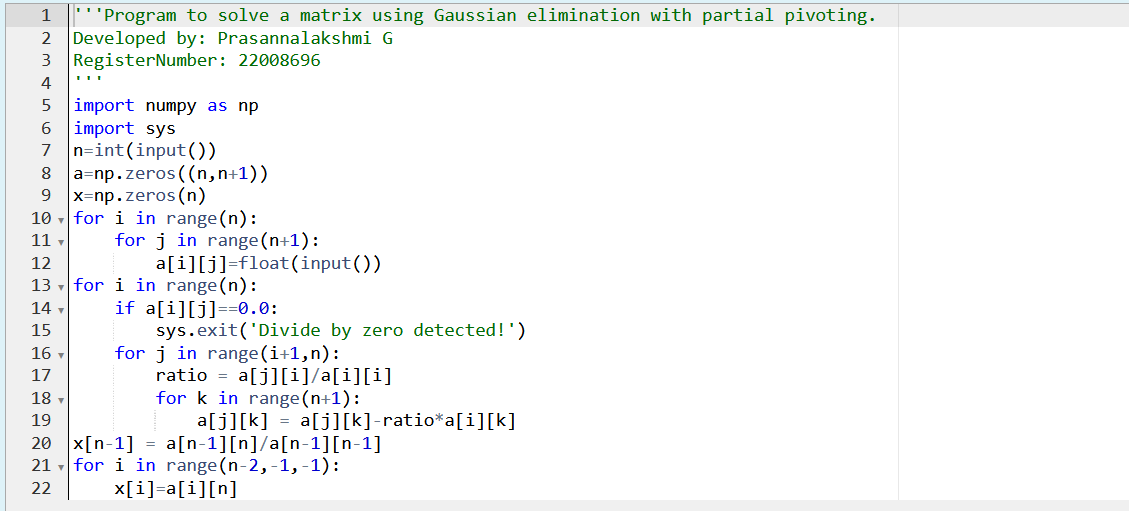 1 '''Program to solve a matrix using Gaussian elimination with partial pivoting.
2 Developed by: Prasannalakshmi G
3 RegisterNumber: 22008696
4 '''
5 import numpy as np
6 import sys
7 n=int(input())
8 a=np.zeros((n,n+1))
9 x=np.zeros(n)
10 for i in range(n):
11     for j in range(n+1):
12         a[i][j]=float(input())
13 for i in range(n):
14     if a[i][j]==0.0:
15         sys.exit('Divide by zero detected!')
16     for j in range(i+1,n):
17         ratio = a[j][i]/a[i][i]
18         for k in range(n+1):
19             a[j][k] = a[j][k]-ratio*a[i][k]
20 x[n-1] = a[n-1][n]/a[n-1][n-1]
21 for i in range(n-2,-1,-1):
22     x[i]=a[i][n]